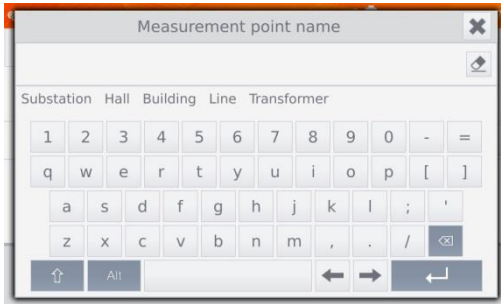 Measurement point name
Substation Hall Building Line Transformer
1 2 3 4 5 6 7 8 9 0 - =
q w e r t y u i o p [ ]
a s d f g h j k l ; '
z x c v b n m , . /
Alt